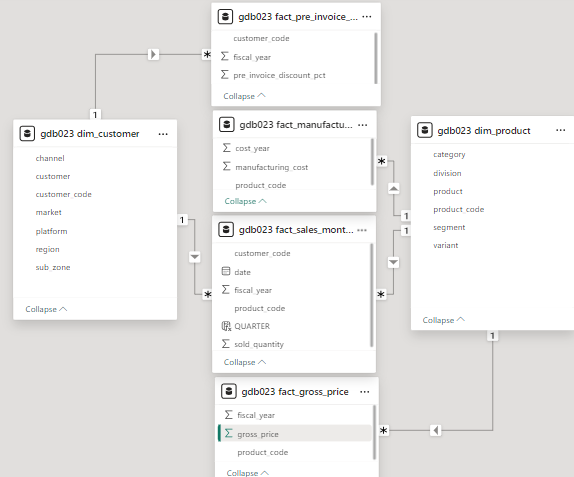 gdb023 fact_pre_invoice_...
customer_code
fiscal_year
pre_invoice_discount_pct
Collapse
*
1
gdb023 dim_customer
channel
customer
customer_code
market
platform
region
sub_zone
Collapse
1
*
gdb023 fact_manufactu...
cost_year
manufacturing_cost
product_code
Collapse
*
gdb023 fact_sales_mont...
customer_code
date
fiscal_year
product_code
QUARTER
sold_quantity
Collapse
*
gdb023 dim_product
category
division
product
product_code
segment
variant
Collapse
1
1
1
gdb023 fact_gross_price
fiscal_year
gross_price
product_code
Collapse
*